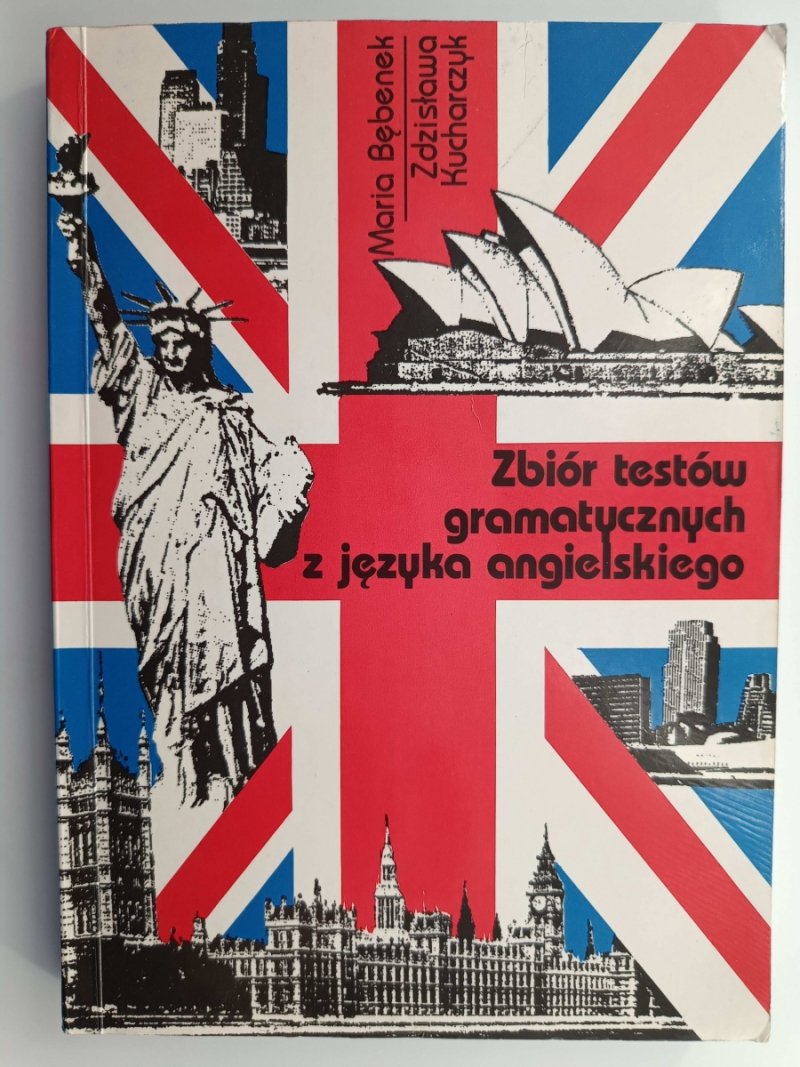 Maria Bębenek
Zdzisława
Kucharczyk
Zbiór testów
gramatycznych
z języka angielskiego